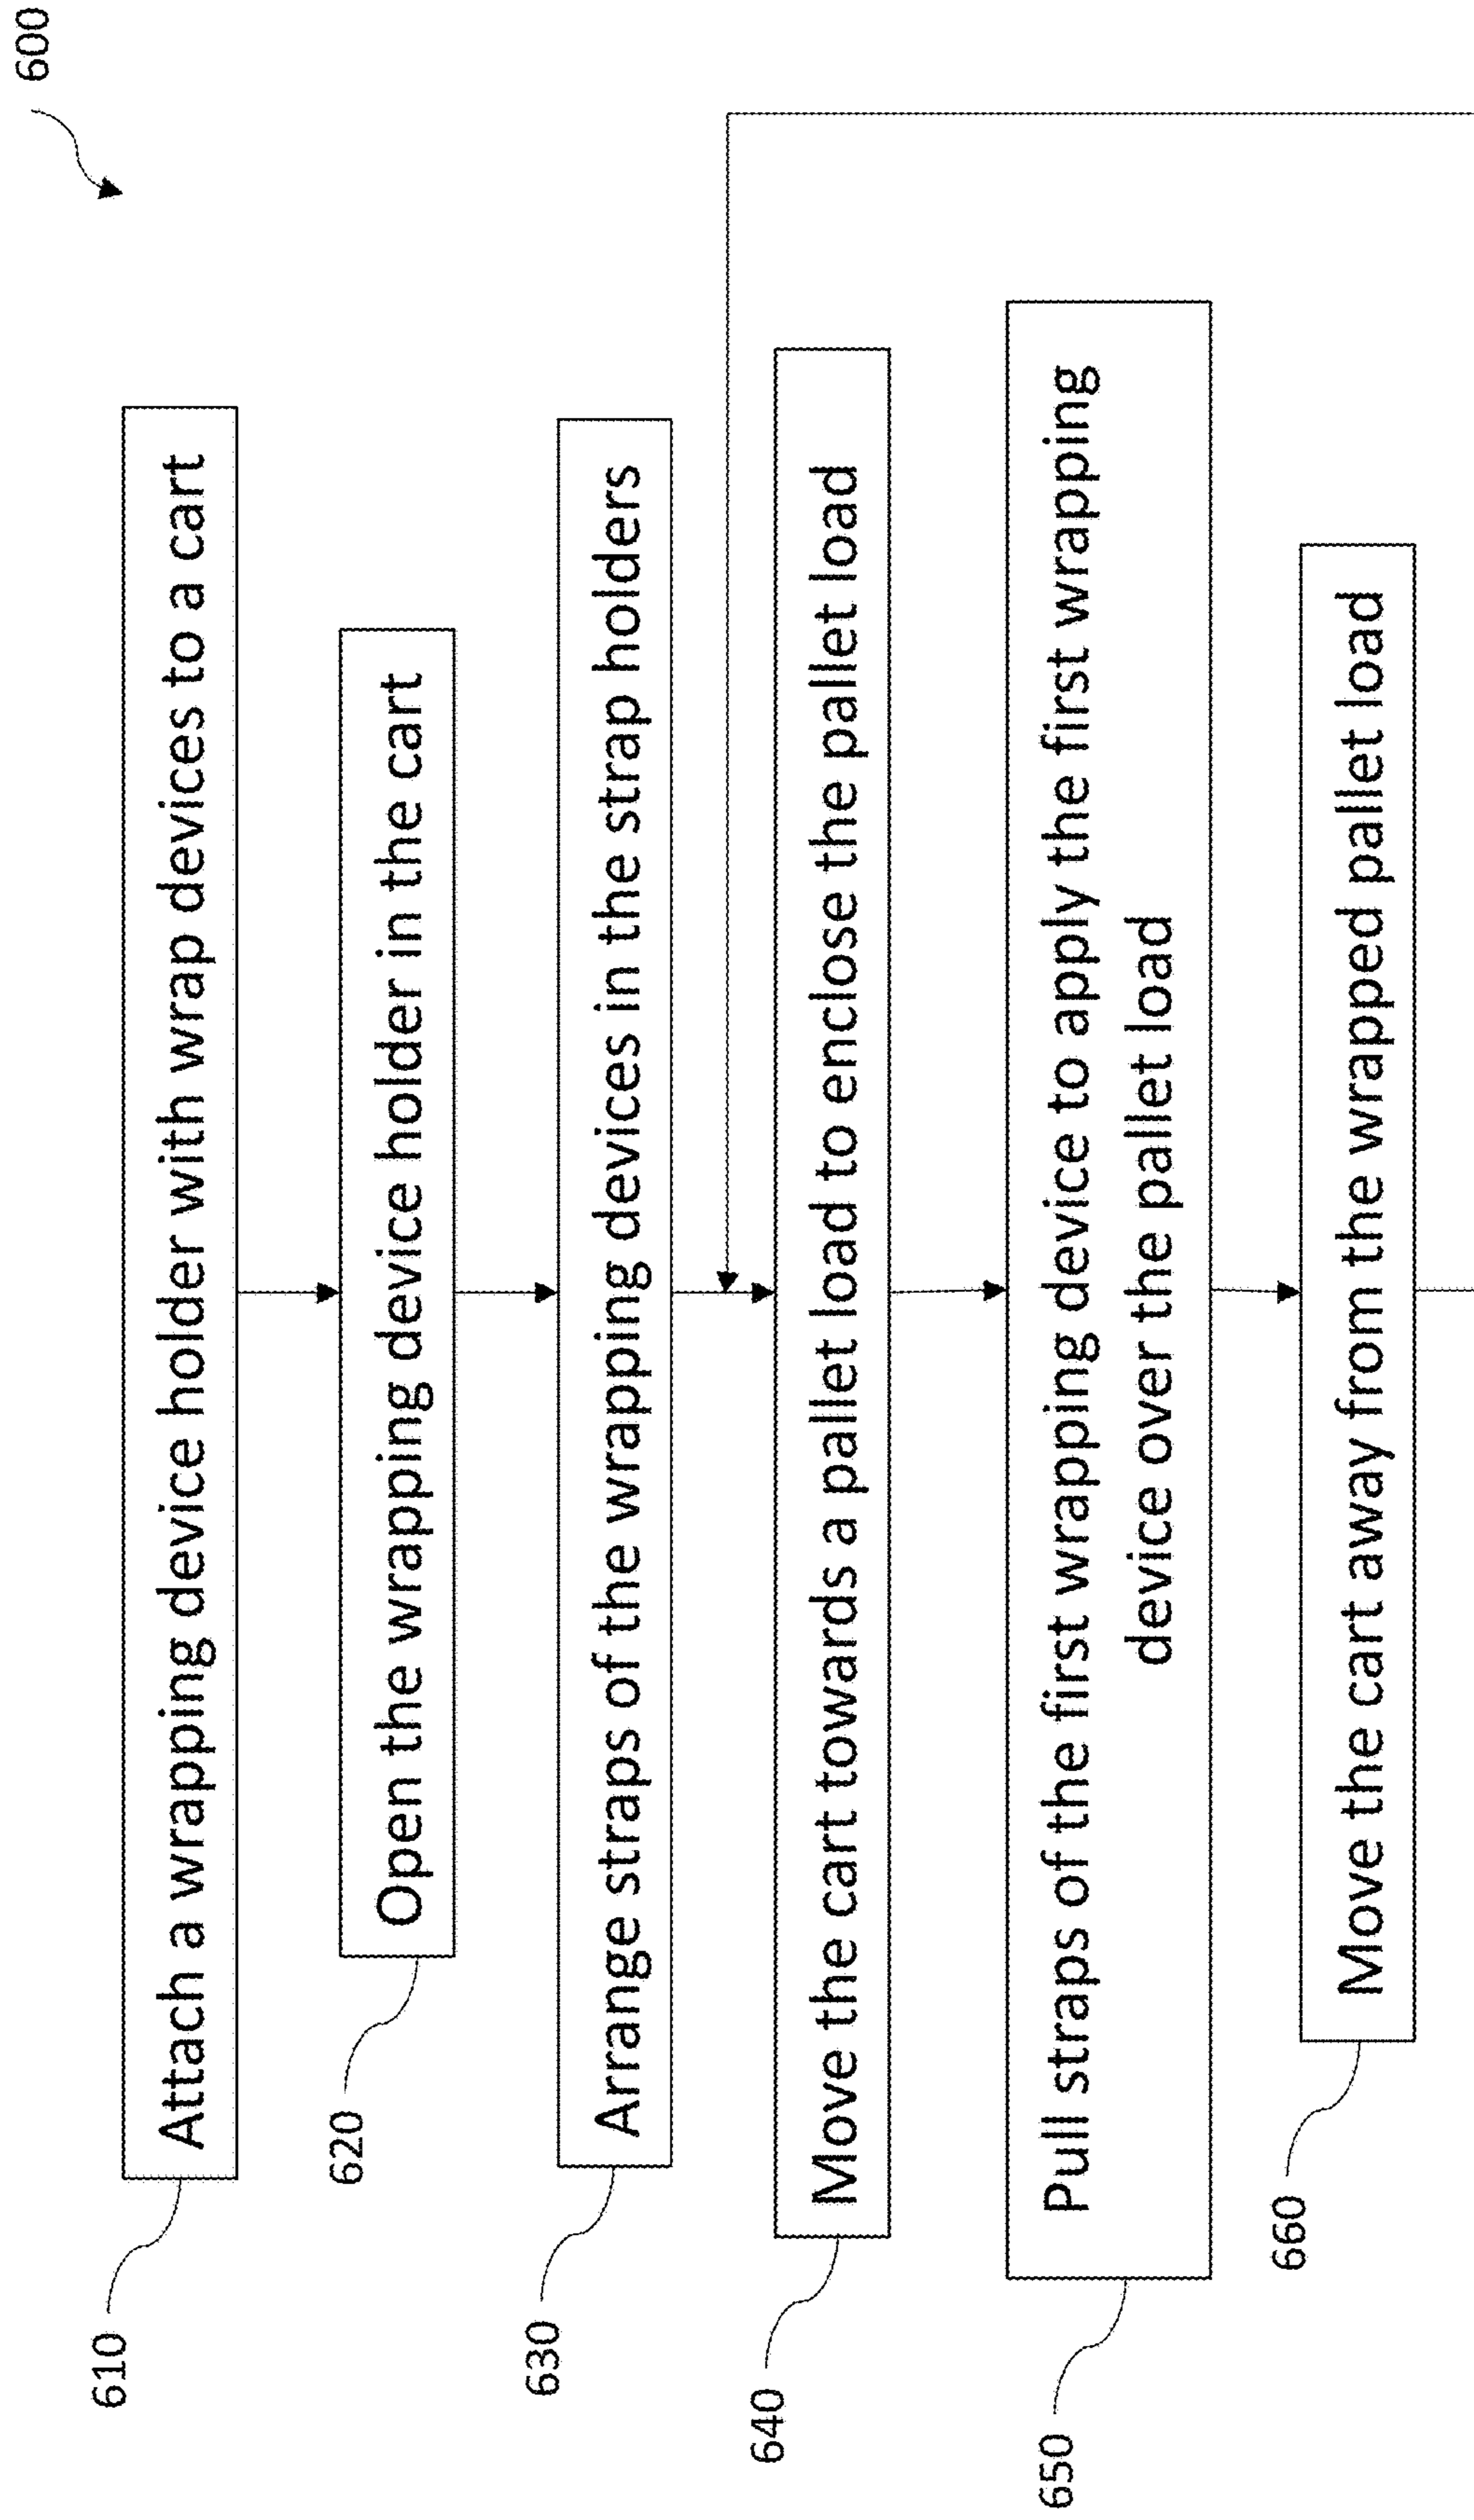 600
610
Attach a wrapping device holder with wrap devices to a cart
620
Open the wrapping device holder in the cart
630
Arrange straps of the wrapping devices in the strap holders
640
Move the cart towards a pallet load to enclose the pallet load
650
Pull straps of the first wrapping device to apply the first wrapping
device over the pallet load
660
Move the cart away from the wrapped pallet load